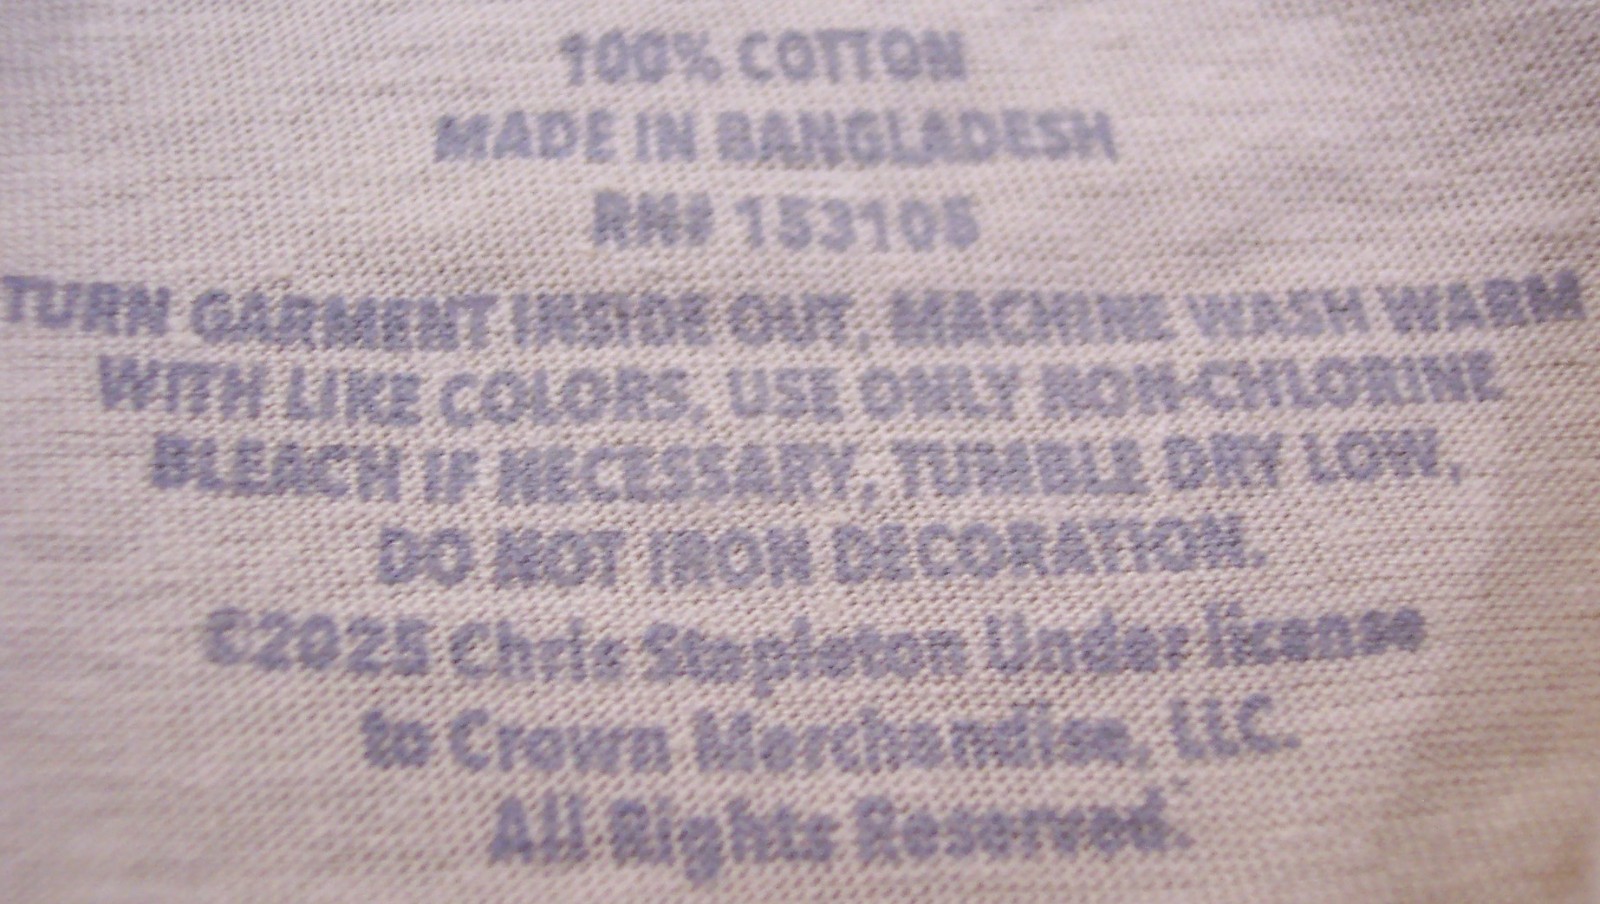 100% COTTON
MADE IN BANGLADESH
RN# 153105
TURN GARMENT INSIDE OUT, MACHINE WASH WARM
WITH LIKE COLORS, USE ONLY NON-CHLORINE
BLEACH IF NECESSARY, TUMBLE DRY LOW,
DO NOT IRON DECORATION.
©2025 Chris Stapleton Under license
to Crown Merchandise, LLC.
All Rights Reserved.